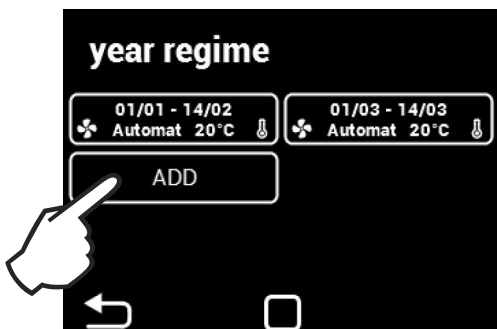 year regime
01/01 - 14/02
Automat 20°C
01/03 - 14/03
Automat 20°C
ADD